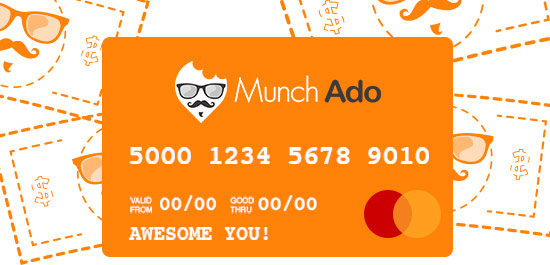 Munch Ado
5000 1234 5678 9010
VALID FROM 00/00 GOOD THRU 00/00
AWESOME YOU!